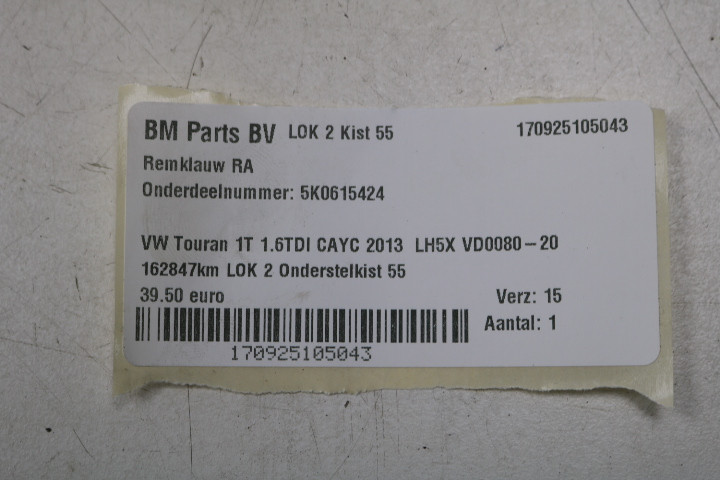 BM Parts BV LOK 2 Kist 55 170925105043
Remklauw RA
Onderdeelnummer: 5K0615424
VW Touran 1T 1.6TDI CAYC 2013 LH5X VD0080-20
162847km LOK 2 Onderstelkist 55
39.50 euro Verz: 15
Aantal: 1
170925105043